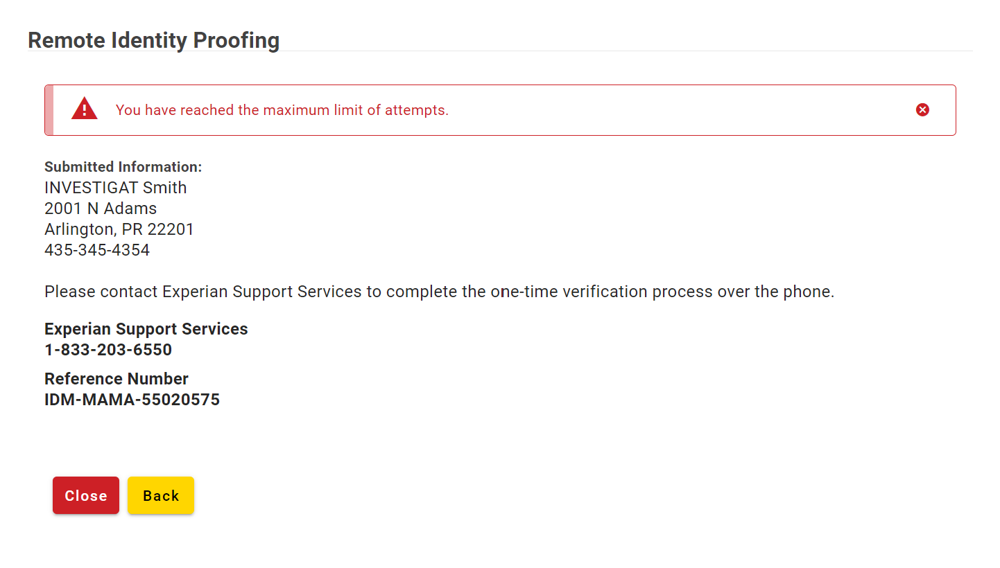 Remote Identity Proofing
You have reached the maximum limit of attempts.
Submitted Information:
INVESTIGAT Smith
2001 N Adams
Arlington, PR 22201
435-345-4354
Please contact Experian Support Services to complete the one-time verification process over the phone.
Experian Support Services
1-833-203-6550
Reference Number
IDM-MAMA-55020575
Close Back